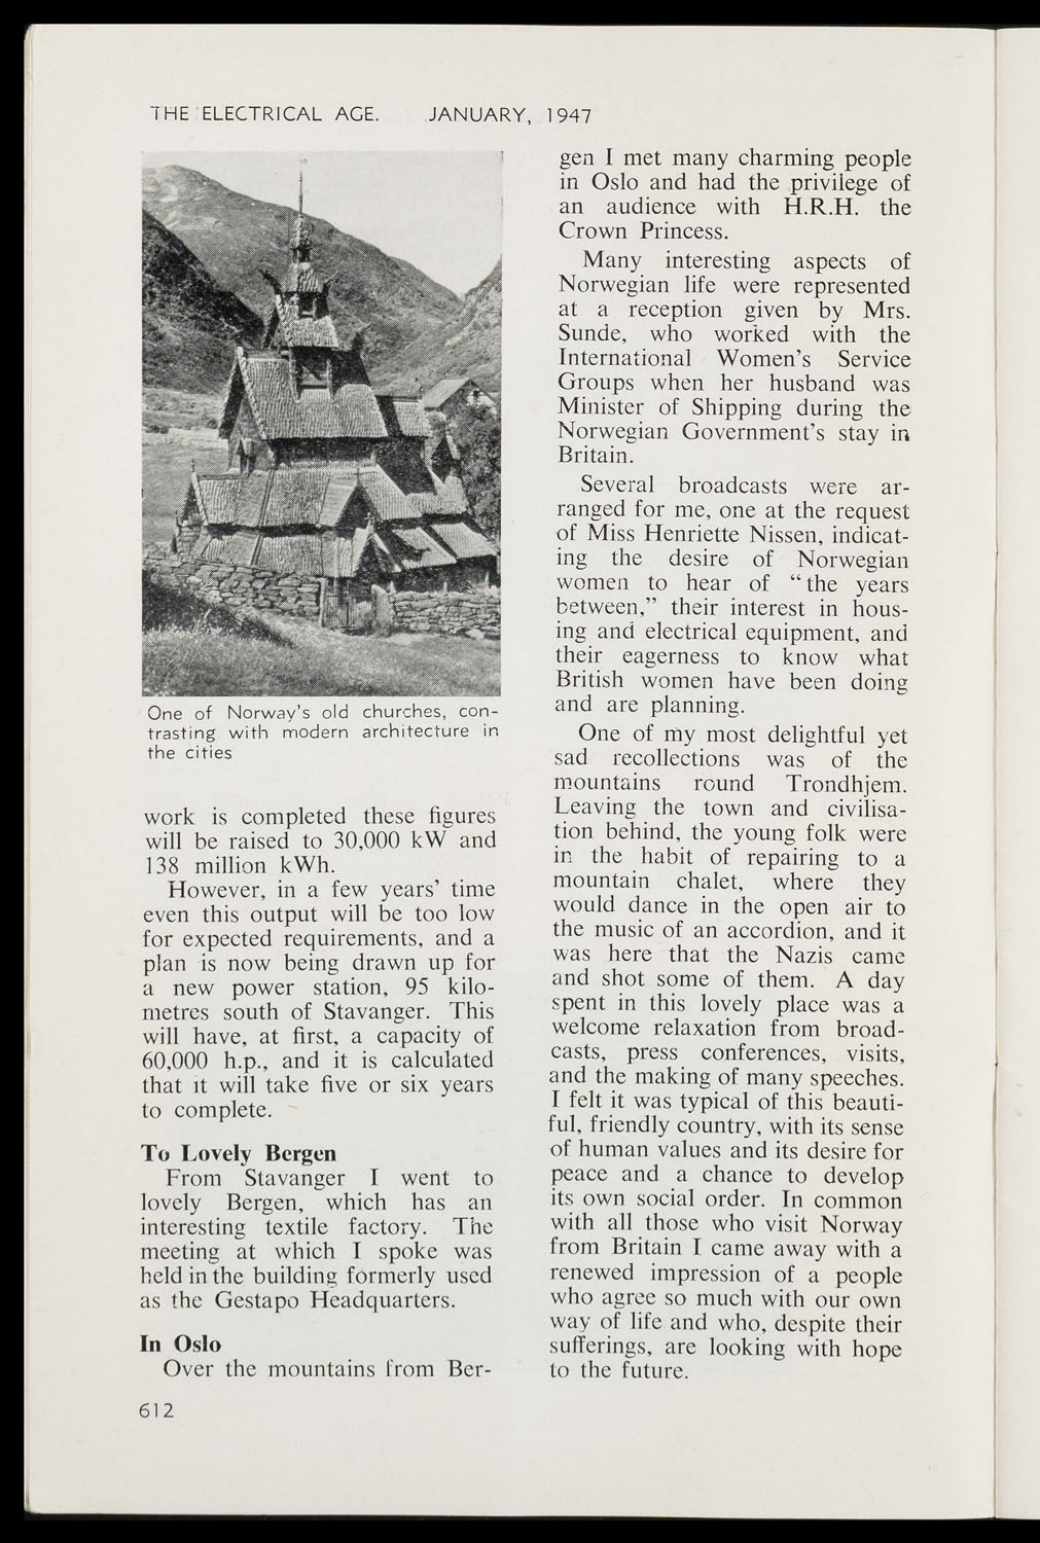 THE ELECTRICAL AGE. JANUARY, 1947
One of Norway's old churches, con-
trasting with modern architecture in
the cities
work is completed these figures
will be raised to 30,000 kW and
138 million kWh.
However, in a few years' time
even this output will be too low
for expected requirements, and a
plan is now being drawn up for
a new power station, 95 kilo-
metres south of Stavanger. This
will have, at first, a capacity of
60,000 h.p., and it is calculated
that it will take five or six years
to complete.
To Lovely Bergen
From Stavanger I went to
lovely Bergen, which has an
interesting textile factory. The
meeting at which I spoke was
held in the building formerly used
as the Gestapo Headquarters.
In Oslo
Over the mountains from Ber-
gen I met many charming people
in Oslo and had the privilege of
an audience with H.R.H. the
Crown Princess.
Many interesting aspects of
Norwegian life were represented
at a reception given by Mrs.
Sunde, who worked with the
International Women's Service
Groups when her husband was
Minister of Shipping during the
Norwegian Government's stay in
Britain.
Several broadcasts were ar-
ranged for me, one at the request
of Miss Henriette Nissen, indicat-
ing the desire of Norwegian
women to hear of "the years
between," their interest in hous-
ing and electrical equipment, and
their eagerness to know what
British women have been doing
and are planning.
One of my most delightful yet
sad recollections was of the
mountains round Trondhjem.
Leaving the town and civilisa-
tion behind, the young folk were
in the habit of repairing to a
mountain chalet, where they
would dance in the open air to
the music of an accordion, and it
was here that the Nazis came
and shot some of them. A day
spent in this lovely place was a
welcome relaxation from broad-
casts, press conferences, visits,
and the making of many speeches.
I felt it was typical of this beauti-
ful, friendly country, with its sense
of human values and its desire for
peace and a chance to develop
its own social order. In common
with all those who visit Norway
from Britain I came away with a
renewed impression of a people
who agree so much with our own
way of life and who, despite their
sufferings, are looking with hope
to the future.
612